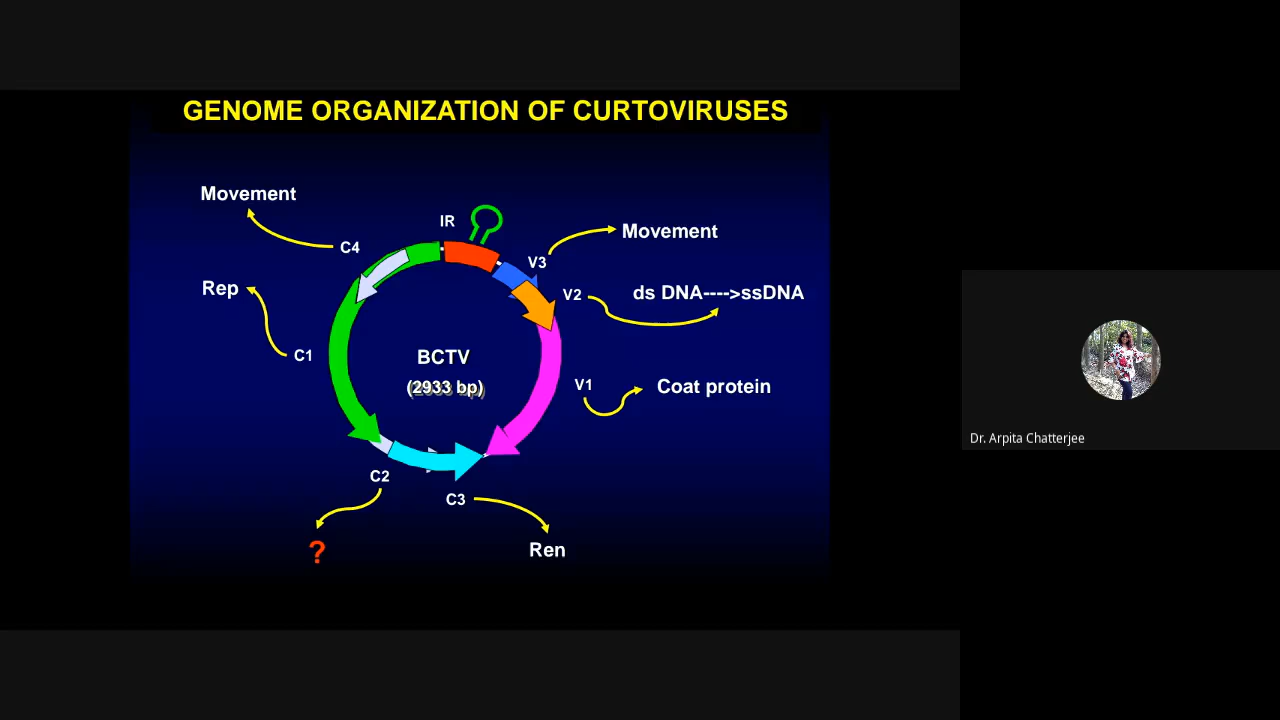 GENOME ORGANIZATION OF CURTOVIRUSES
Movement
IR
C4
V3
Movement
Rep
V2
ds DNA---->ssDNA
C1
BCTV
(2933 bp)
V1
Coat protein
C2
C3
?
Ren
Dr. Arpita Chatterjee